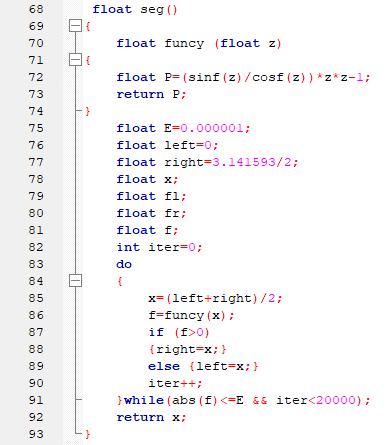 68 float seg()
69 {
70 float funcy (float z)
71 {
72 float P=(sinf(z)/cosf(z))*z*z-1;
73 return P;
74 }
75 float E=0.000001;
76 float left=0;
77 float right=3.141593/2;
78 float x;
79 float fl;
80 float fr;
81 float f;
82 int iter=0;
83 do
84 {
85 x=(left+right)/2;
86 f=funcy(x);
87 if (f>0)
88 {right=x;}
89 else {left=x;}
90 iter++;
91 }while(abs(f)<=E && iter<20000);
92 return x;
93 }